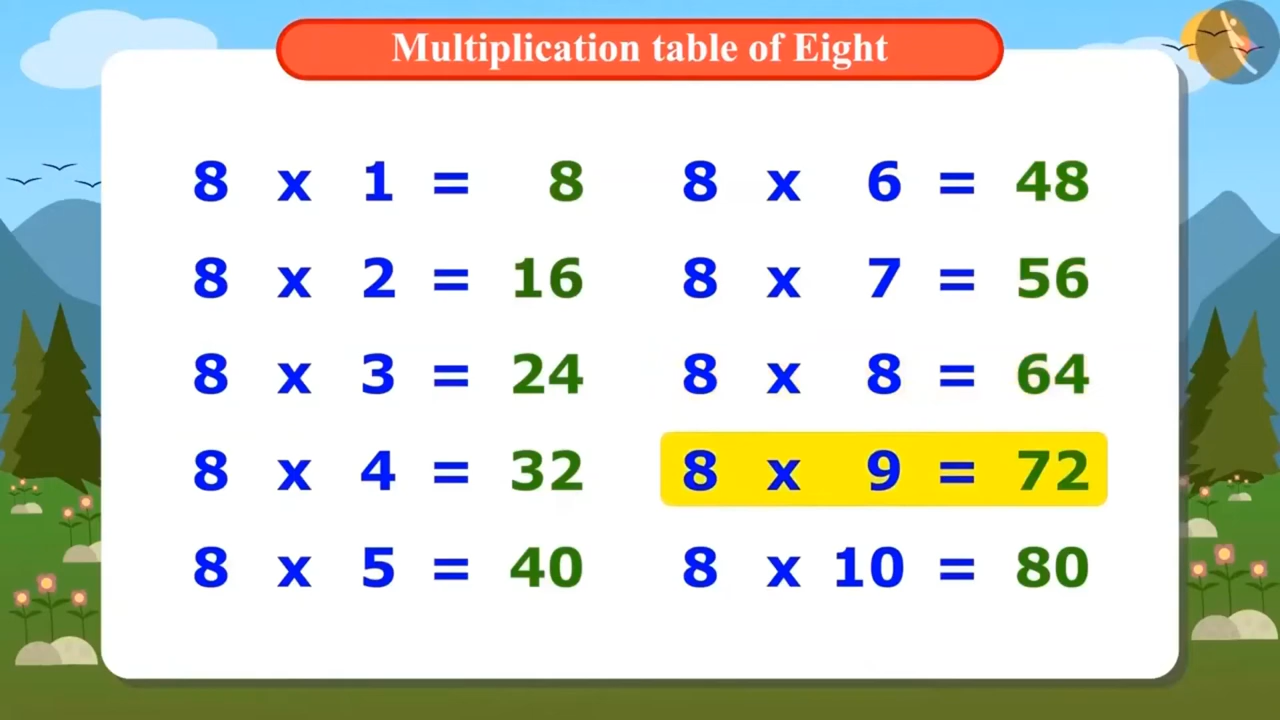 Multiplication table of Eight
8 x 1 = 8
8 x 2 = 16
8 x 3 = 24
8 x 4 = 32
8 x 5 = 40
8 x 6 = 48
8 x 7 = 56
8 x 8 = 64
8 x 9 = 72
8 x 10 = 80